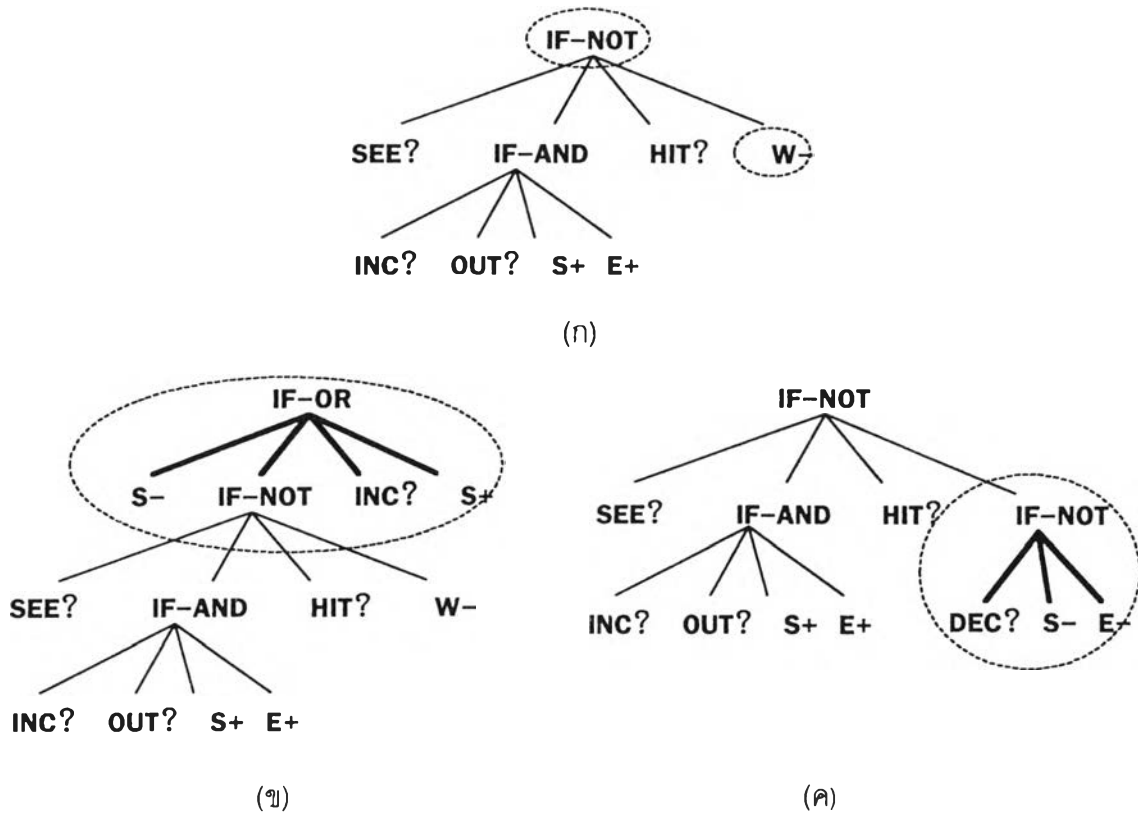 IF–NOT
SEE? IF–AND HIT? W–
INC? OUT? S+ E+
(ก)
IF–OR
S– IF–NOT INC? S+
SEE? IF–AND HIT? W–
INC? OUT? S+ E+
(ข)
IF–NOT
SEE? IF–AND HIT? IF–NOT
INC? OUT? S+ E+ DEC? S– E–
(ค)